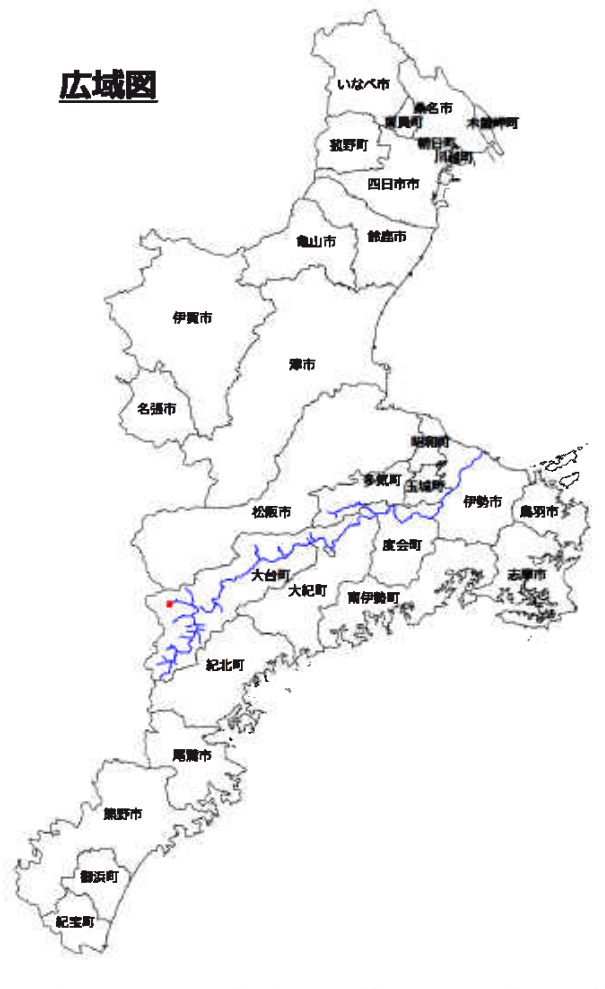 広域図
いなべ市
桑名市
東員町
木曽岬町
朝日町
川越町
菰野町
四日市市
亀山市
鈴鹿市
伊賀市
津市
名張市
明和町
多気町
玉城町
伊勢市
松阪市
鳥羽市
度会町
大台町
志摩市
大紀町
南伊勢町
紀北町
尾鷲市
熊野市
御浜町
紀宝町